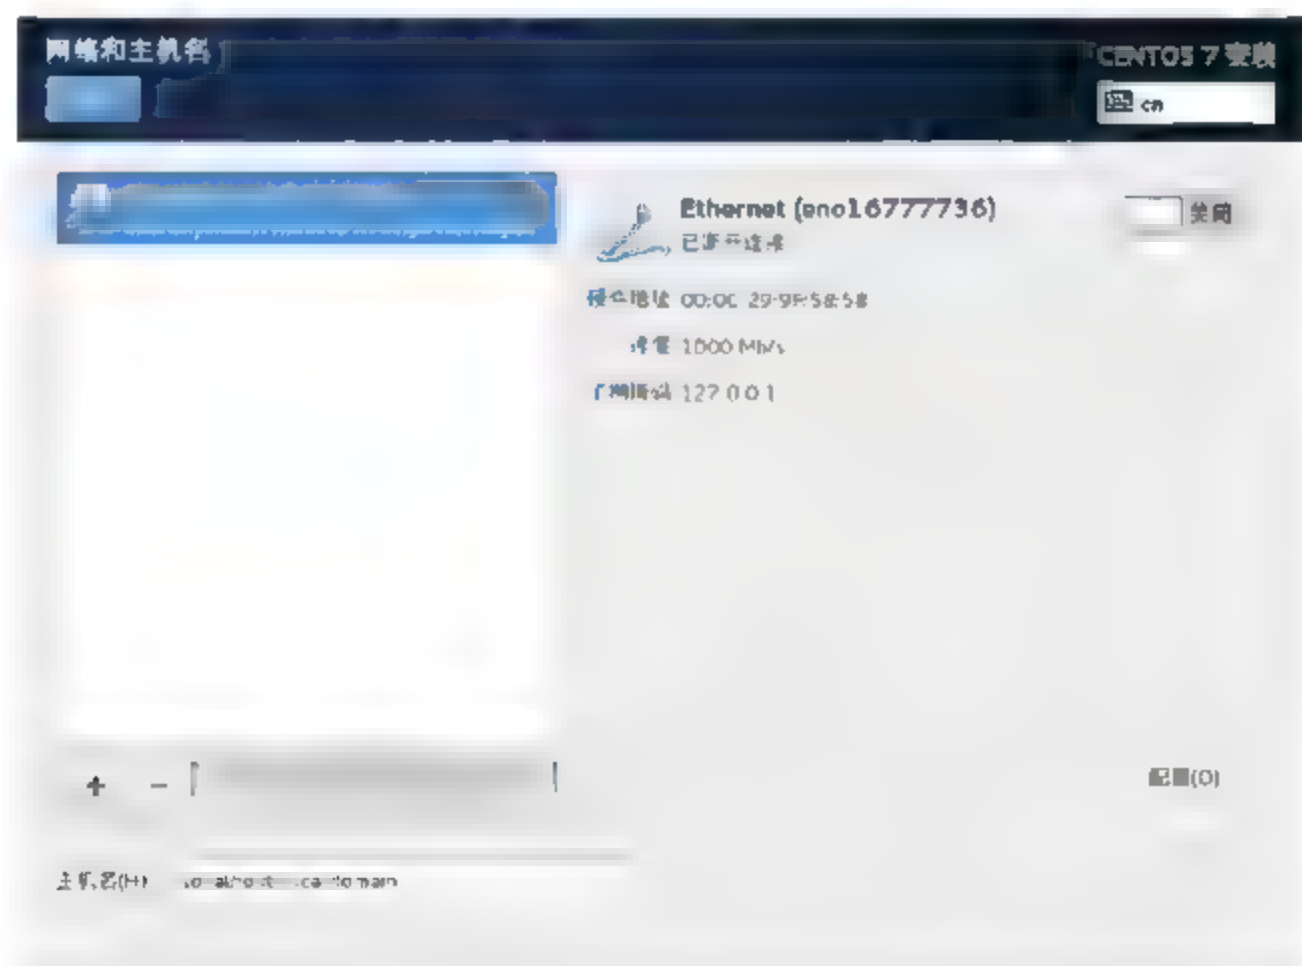 网络和主机名
CENTOS 7 安装
cn
Ethernet (eno16777736)
关闭
已断开连接
硬件地址 00:0C:29:9F:58:58
速度 1000 Mb/s
子网掩码 127.0.0.1
+ −
配置(O)
主机名(H)